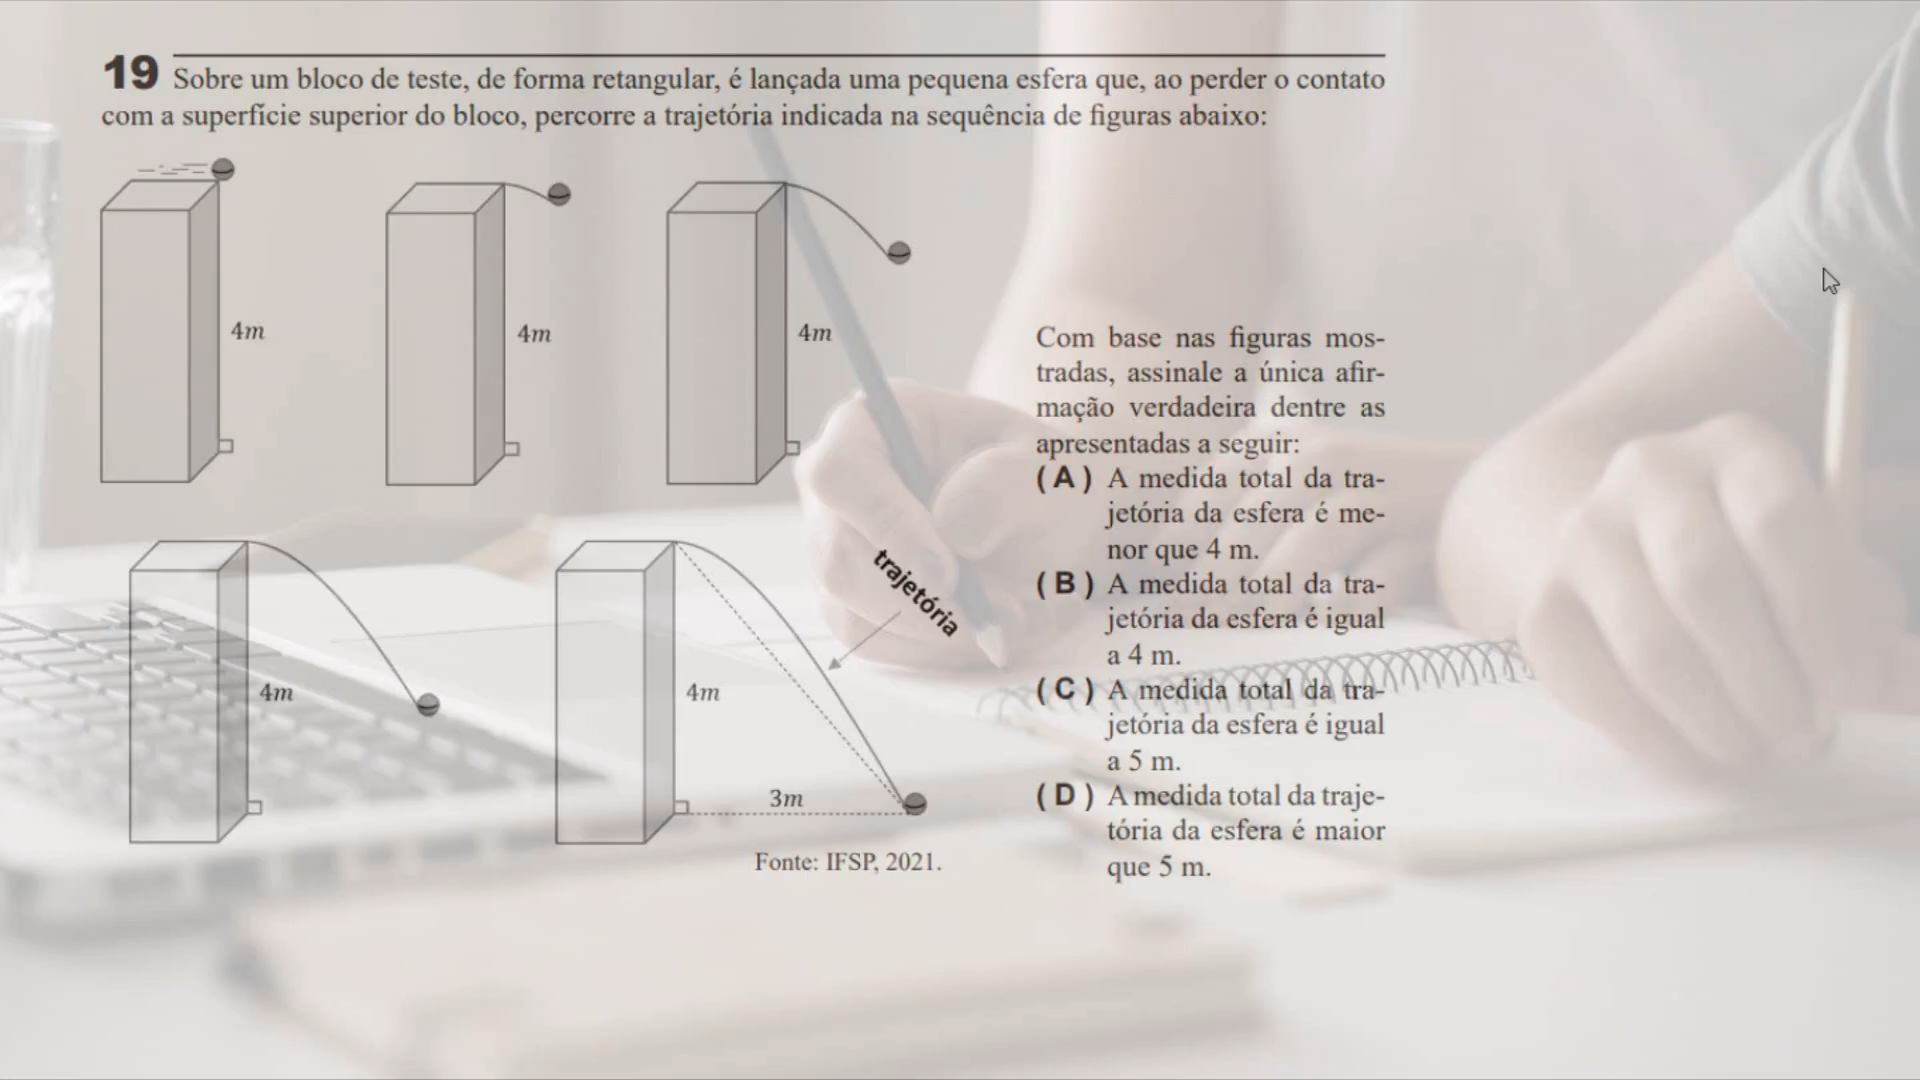 19 Sobre um bloco de teste, de forma retangular, é lançada uma pequena esfera que, ao perder o contato
com a superfície superior do bloco, percorre a trajetória indicada na sequência de figuras abaixo:
4m
4m
4m
4m
4m
trajetória
3m
Fonte: IFSP, 2021.
Com base nas figuras mos-
tradas, assinale a única afir-
mação verdadeira dentre as
apresentadas a seguir:
( A ) A medida total da tra-
jetória da esfera é me-
nor que 4 m.
( B ) A medida total da tra-
jetória da esfera é igual
a 4 m.
( C ) A medida total da tra-
jetória da esfera é igual
a 5 m.
( D ) A medida total da traje-
tória da esfera é maior
que 5 m.